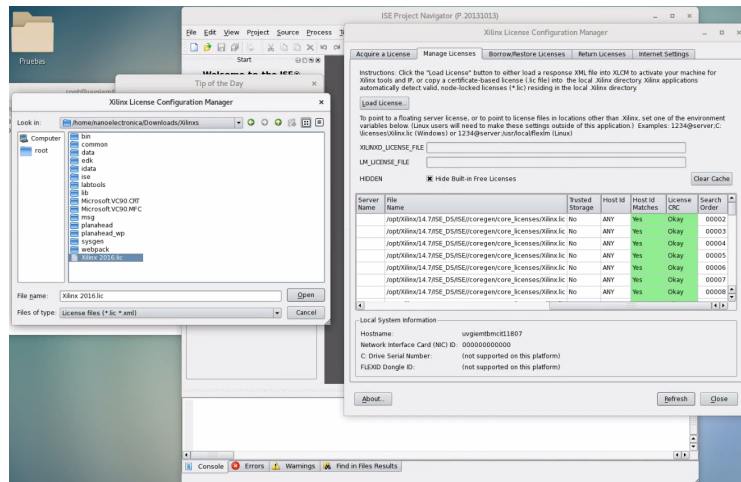 ISE Project Navigator (P.20131013)
File Edit View Project Source Process
Start
Pruebas
Tip of the Day
Xilinx License Configuration Manager
Look in:
/home/nanoelectronica/Downloads/Xilinxs
Computer
root
bin
common
data
edk
idata
ise
labtools
lib
Microsoft.VC90.CRT
Microsoft.VC90.MFC
msg
planahead
planahead_wp
sysgen
webpack
Xilinx 2016.lic
File name: Xilinx 2016.lic
Open
Files of type: License files (*.lic *.xml)
Cancel
Xilinx License Configuration Manager
Acquire a License Manage Licenses Borrow/Restore Licenses Return Licenses Internet Settings
Instructions: Click the "Load License" button to either load a response XML file into XLCM to activate your machine for
Xilinx tools and IP, or copy a certificate-based license (.lic file) into the local .Xilinx directory. Xilinx applications
automatically detect valid, node-locked licenses (*.lic) residing in the local .Xilinx directory.
Load License...
To point to a floating server license, or to point to license files in locations other than .Xilinx, set one of the environment
variables below. (Linux users will need to make these settings outside of this application.) Examples: 1234@server;C:
\licenses\Xilinx.lic (Windows) or 1234@server:/usr/local/flexlm (Linux)
XILINXD_LICENSE_FILE
LM_LICENSE_FILE
HIDDEN
Hide Built-in Free Licenses
Clear Cache
Server Name File Name Trusted Storage Host Id Host Id Matches License CRC Search Order
/opt/Xilinx/14.7/ISE_DS/ISE//coregen/core_licenses/Xilinx.lic No ANY Yes Okay 00002
/opt/Xilinx/14.7/ISE_DS/ISE//coregen/core_licenses/Xilinx.lic No ANY Yes Okay 00003
/opt/Xilinx/14.7/ISE_DS/ISE//coregen/core_licenses/Xilinx.lic No ANY Yes Okay 00004
/opt/Xilinx/14.7/ISE_DS/ISE//coregen/core_licenses/Xilinx.lic No ANY Yes Okay 00005
/opt/Xilinx/14.7/ISE_DS/ISE//coregen/core_licenses/Xilinx.lic No ANY Yes Okay 00006
/opt/Xilinx/14.7/ISE_DS/ISE//coregen/core_licenses/Xilinx.lic No ANY Yes Okay 00007
/opt/Xilinx/14.7/ISE_DS/ISE//coregen/core_licenses/Xilinx.lic No ANY Yes Okay 00008
Local System Information
Hostname: uvgiemtbmcit11807
Network Interface Card (NIC) ID: 000000000000
C: Drive Serial Number: (not supported on this platform)
FLEXID Dongle ID: (not supported on this platform)
About...
Refresh
Close
Console Errors Warnings Find in Files Results